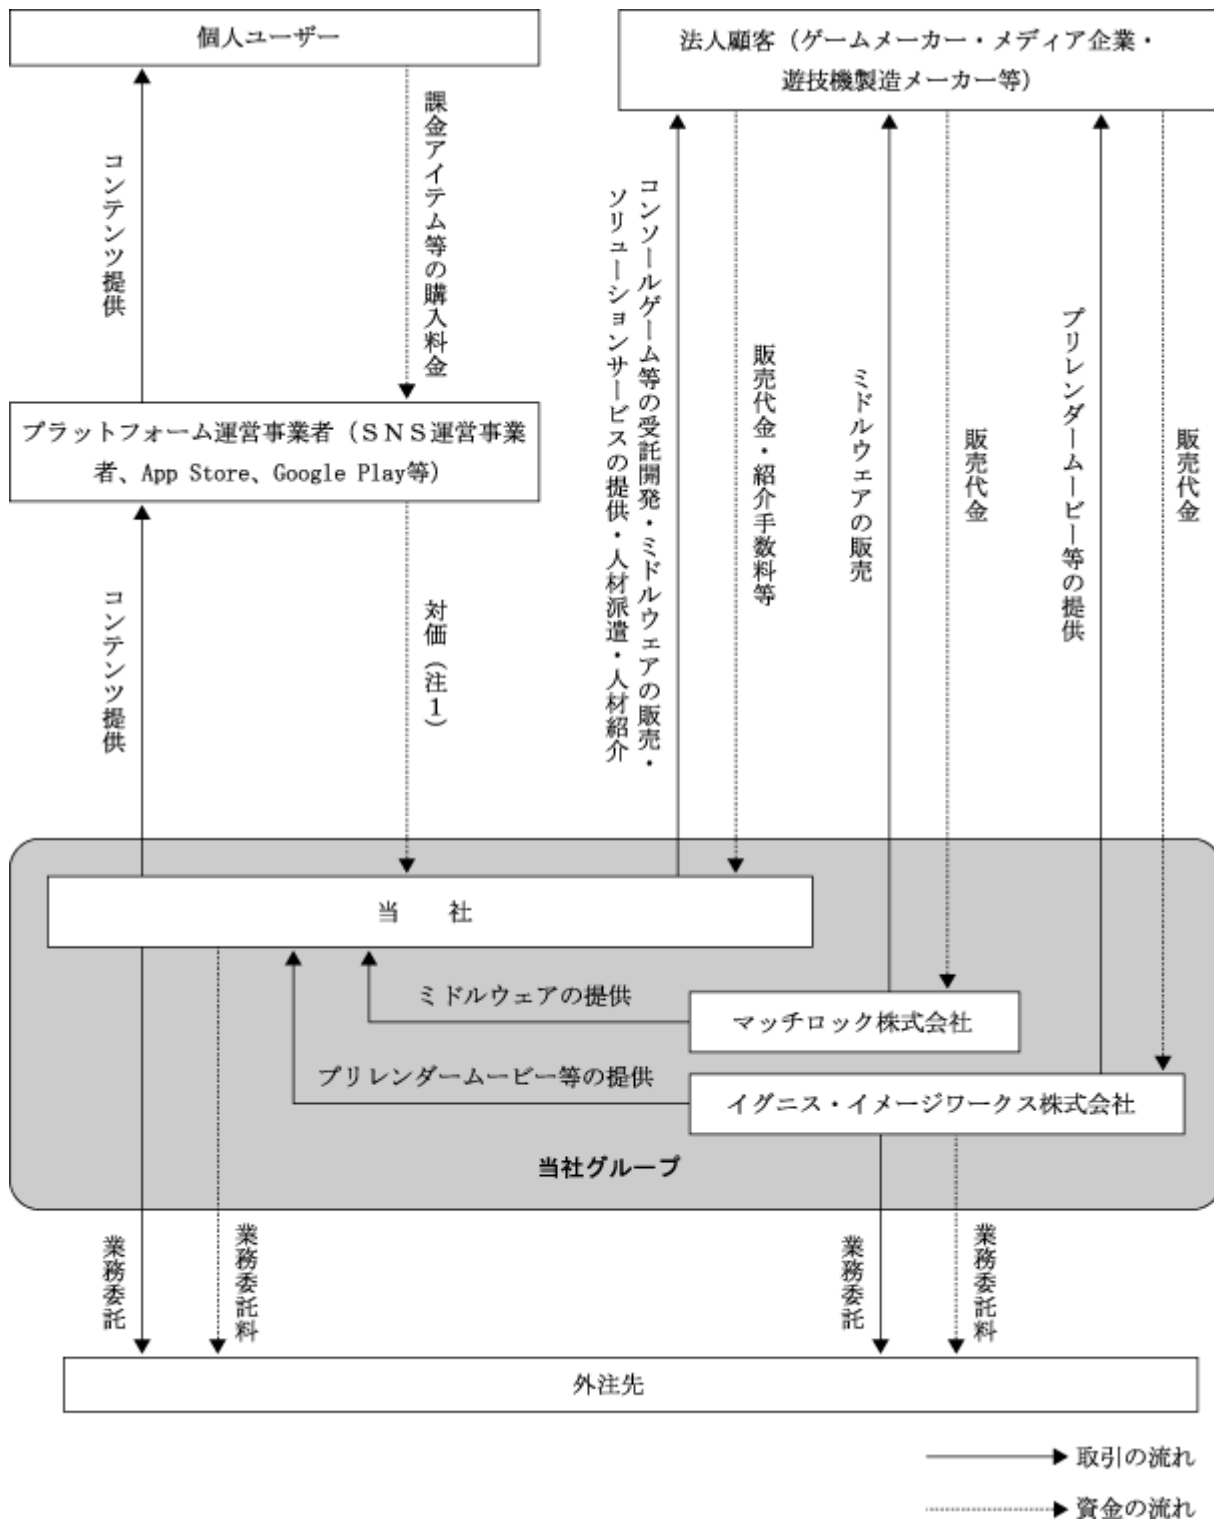 個人ユーザー
法人顧客（ゲームメーカー・メディア企業・
遊技機製造メーカー等）
コンテンツ提供
課金アイテム等の購入料金
プラットフォーム運営事業者（ＳＮＳ運営事業
者、App Store、Google Play等）
コンテンツ提供
対価（注１）
コンソールゲーム等の受託開発・ミドルウェアの販売・
ソリューションサービスの提供・人材派遣・人材紹介
販売代金・紹介手数料等
ミドルウェアの販売
販売代金
プリレンダームービー等の提供
販売代金
当　社
ミドルウェアの提供
マッチロック株式会社
プリレンダームービー等の提供
イグニス・イメージワークス株式会社
当社グループ
業務委託
業務委託料
業務委託
業務委託料
外注先
取引の流れ
資金の流れ